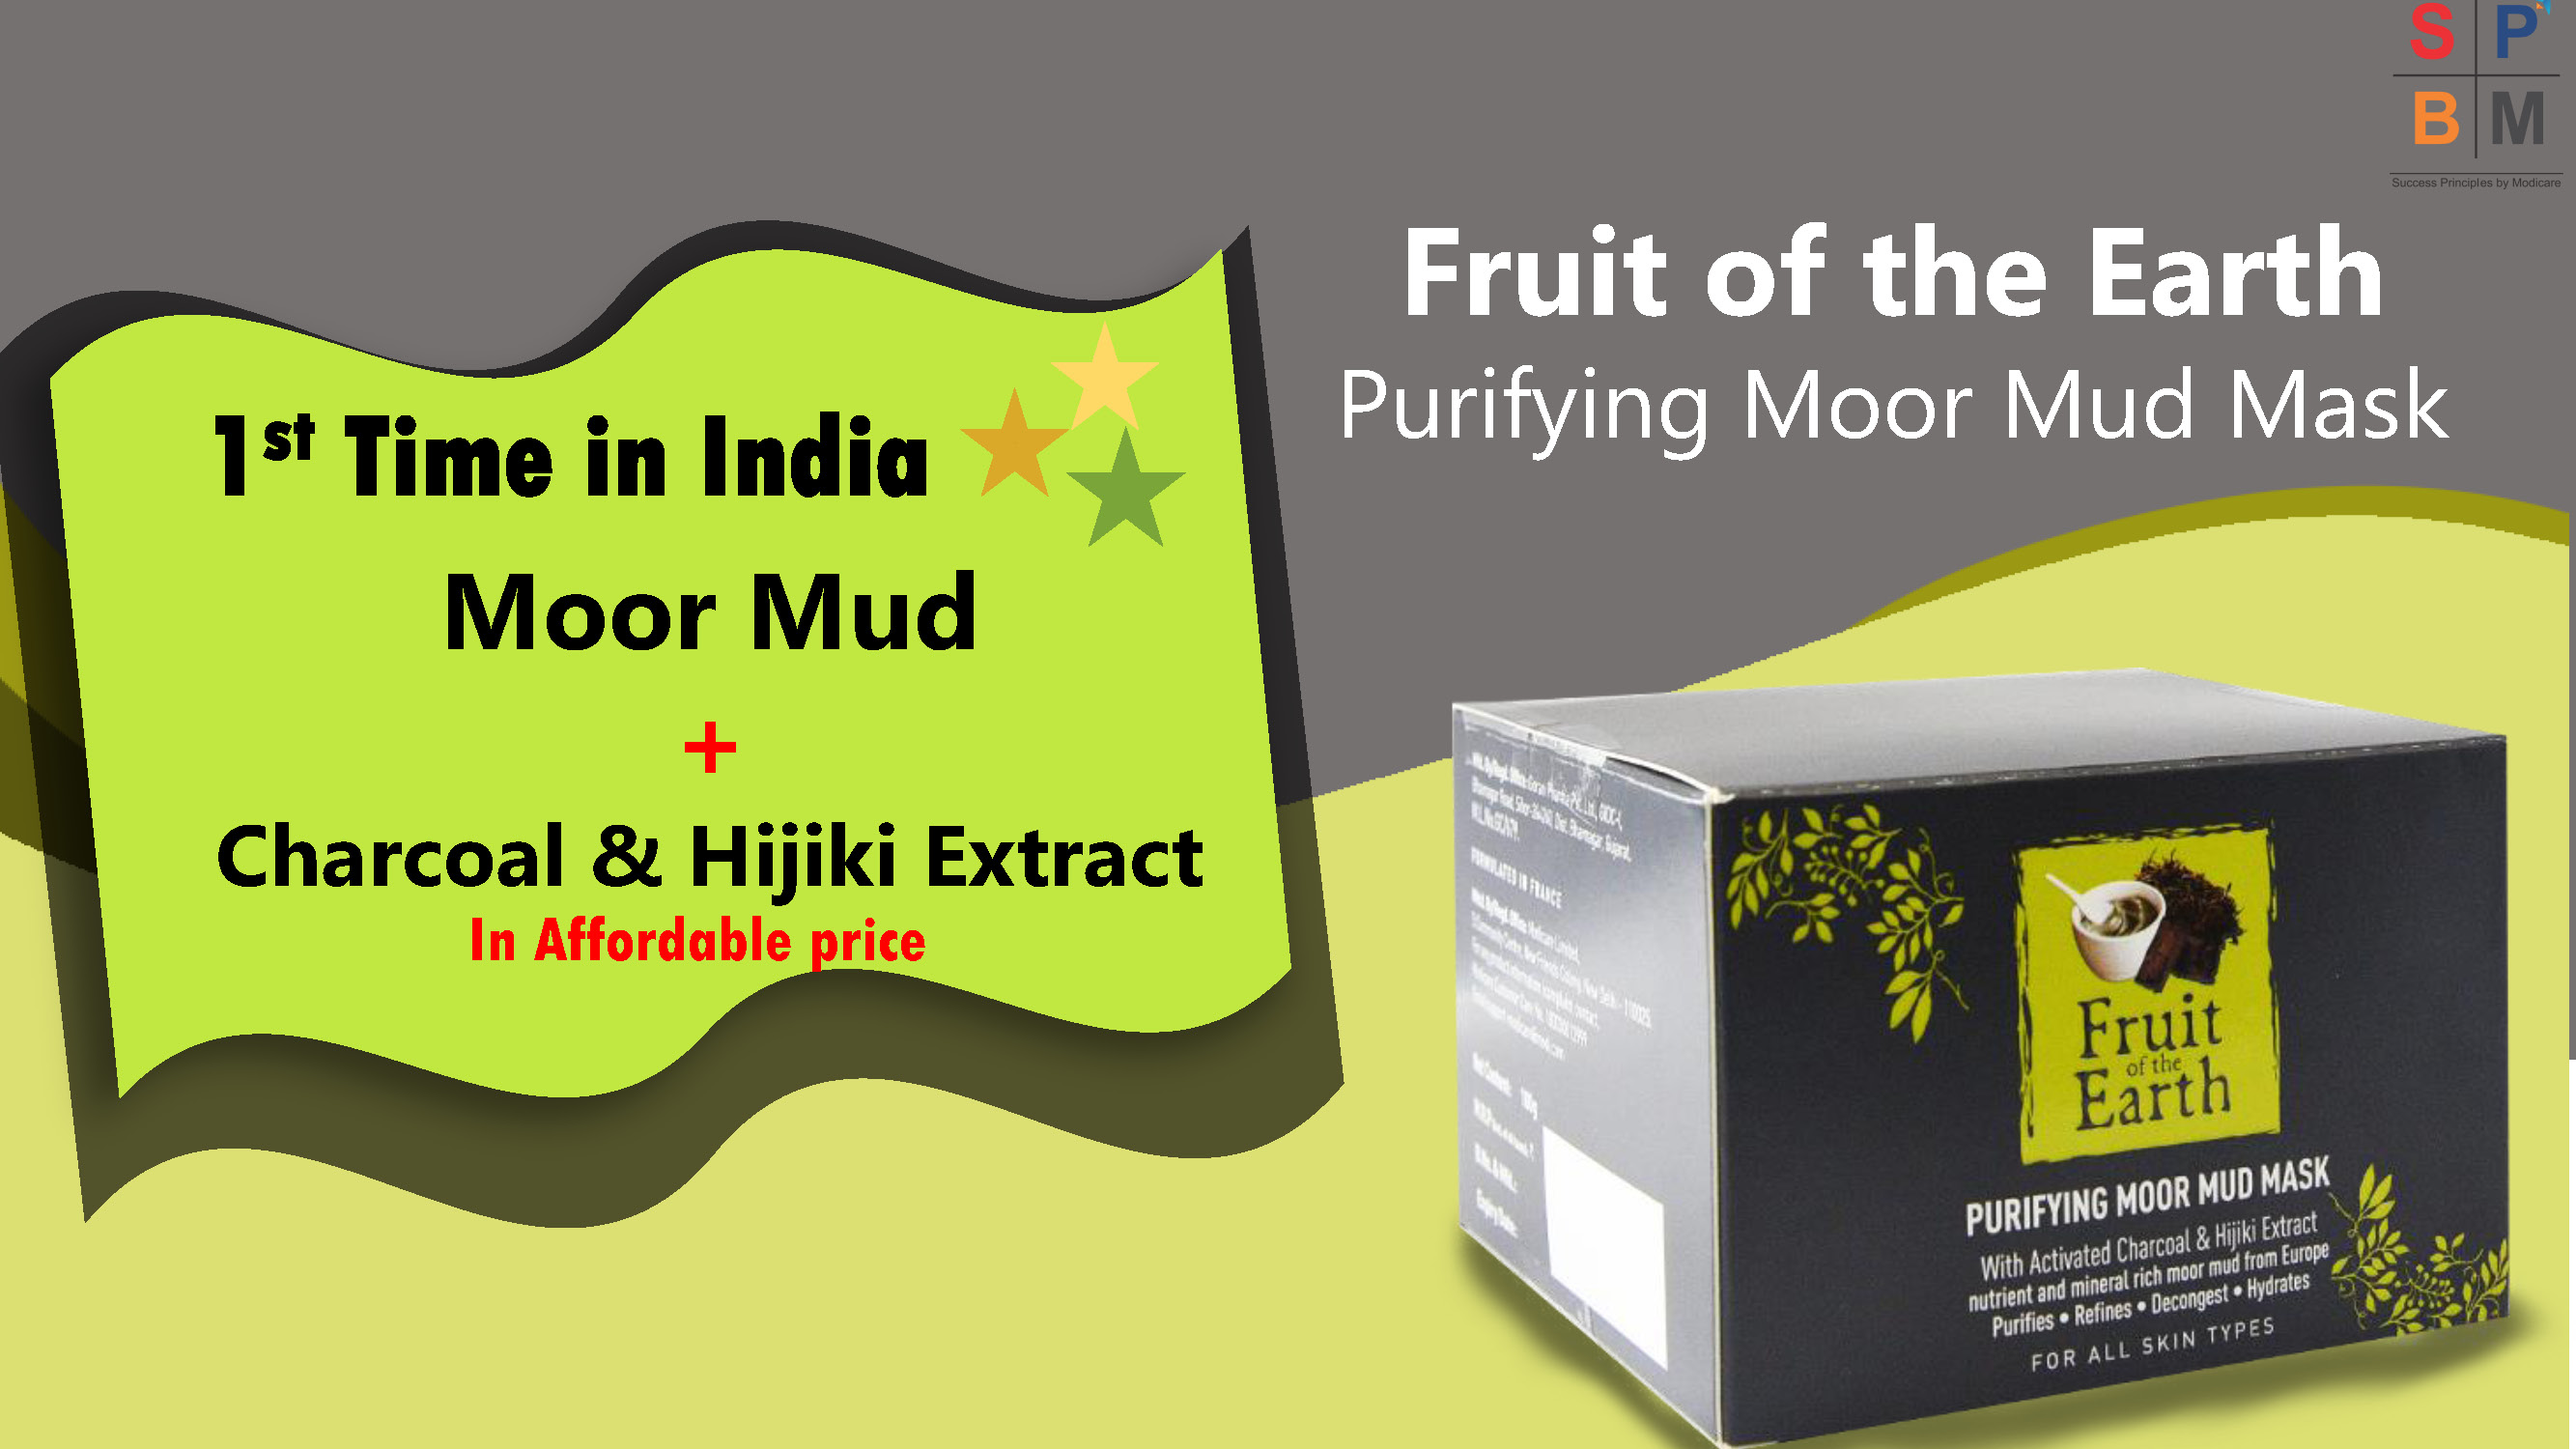 S P
B M
Success Principles by Modicare
Fruit of the Earth
Purifying Moor Mud Mask
1st Time in India
Moor Mud
+
Charcoal & Hijiki Extract
In Affordable price
FORMULATED IN FRANCE
Fruit
of the
Earth
PURIFYING MOOR MUD MASK
With Activated Charcoal & Hijiki Extract
nutrient and mineral rich moor mud from Europe
Purifies • Refines • Decongest • Hydrates
FOR ALL SKIN TYPES